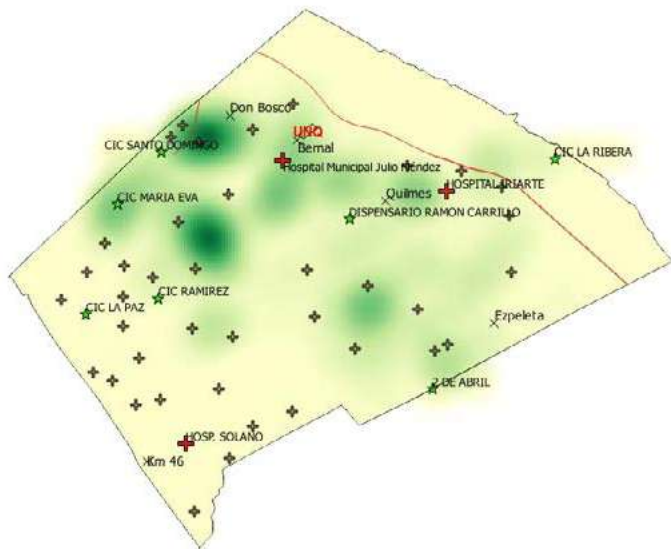 Don Bosco
UNQ
CIC SANTO DOMINGO
Bernal
CIC LA RIBERA
Hospital Municipal Julio Méndez
HOSPITAL IRIARTE
CIC MARIA EVA
Quilmes
DISPENSARIO RAMON CARRILLO
CIC RAMIREZ
CIC LA PAZ
Ezpeleta
2 DE ABRIL
HOSP. SOLANO
Km 46